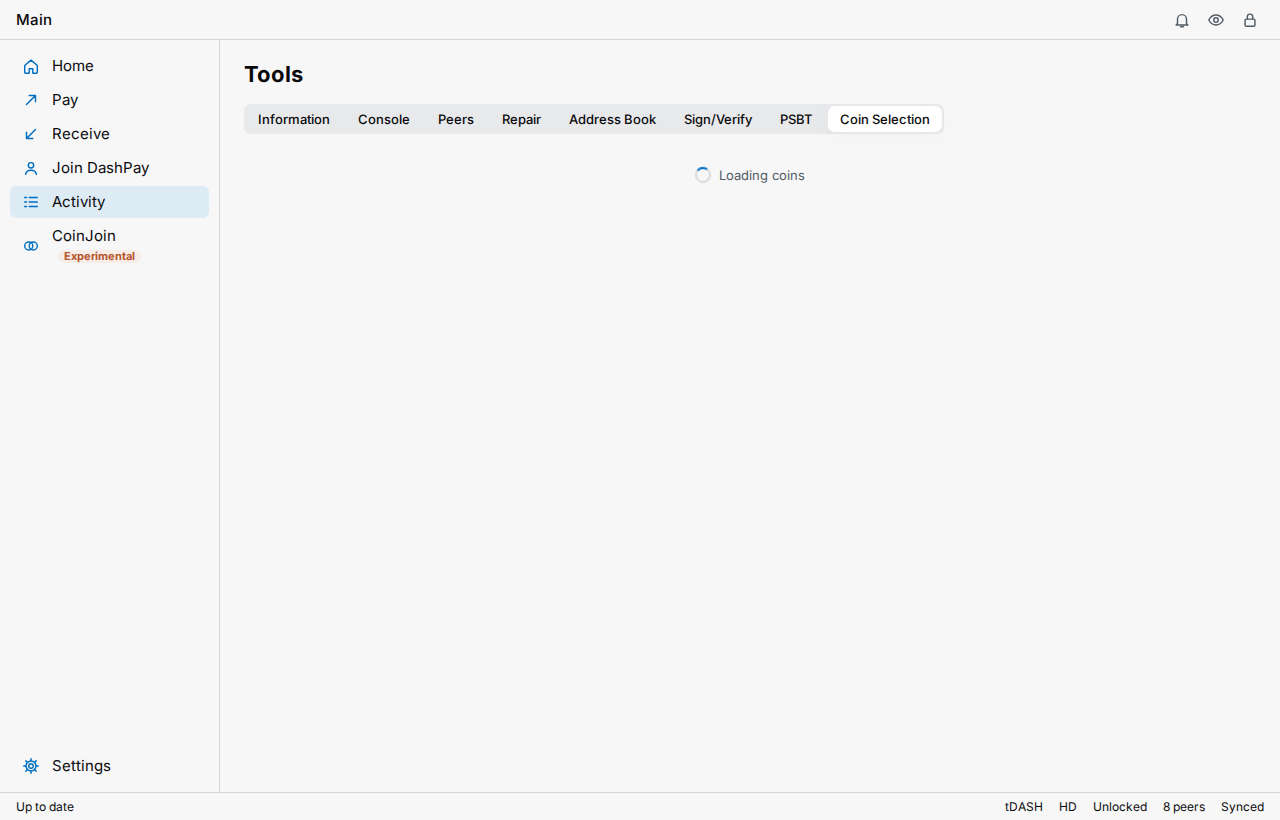 Main
Home
Pay
Receive
Join DashPay
Activity
CoinJoin
Experimental
Settings
Tools
Information Console Peers Repair Address Book Sign/Verify PSBT Coin Selection
Loading coins
Up to date tDASH HD Unlocked 8 peers Synced